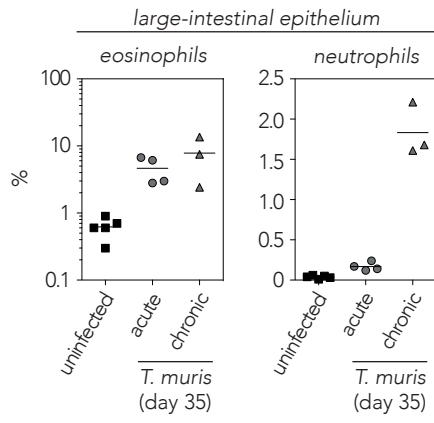 large-intestinal epithelium
eosinophils
neutrophils
%
100
10
1
0.1
2.5
2.0
1.5
1.0
0.5
0
uninfected
acute
chronic
uninfected
acute
chronic
T. muris
(day 35)
T. muris
(day 35)